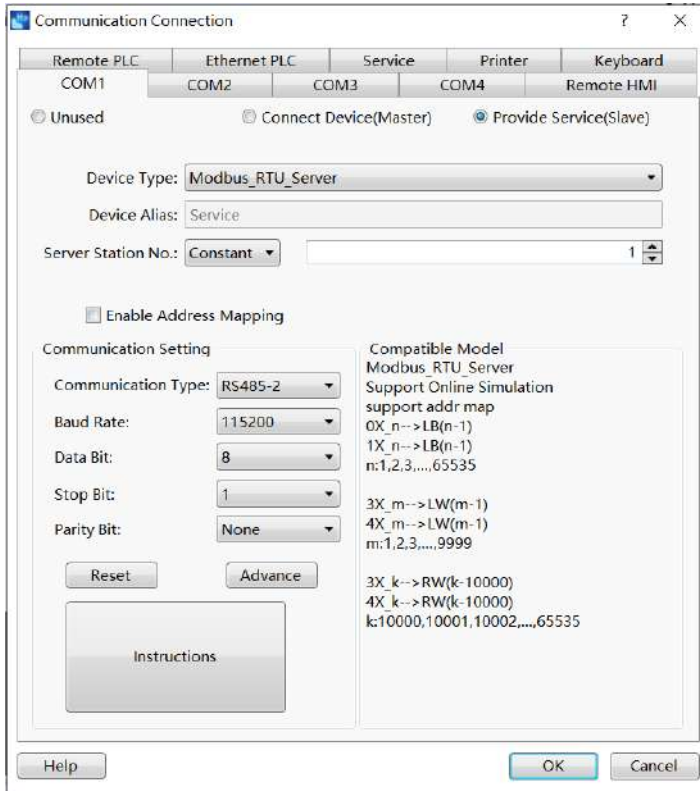 Communication Connection
? ×
Remote PLC Ethernet PLC Service Printer Keyboard
COM1 COM2 COM3 COM4 Remote HMI
Unused Connect Device(Master) Provide Service(Slave)
Device Type: Modbus_RTU_Server
Device Alias: Service
Server Station No.: Constant 1
Enable Address Mapping
Communication Setting
Communication Type: RS485-2
Baud Rate: 115200
Data Bit: 8
Stop Bit: 1
Parity Bit: None
Reset Advance
Instructions
Compatible Model
Modbus_RTU_Server
Support Online Simulation
support addr map
0X_n-->LB(n-1)
1X_n-->LB(n-1)
n:1,2,3,...,65535
3X_m-->LW(m-1)
4X_m-->LW(m-1)
m:1,2,3,...,9999
3X_k-->RW(k-10000)
4X_k-->RW(k-10000)
k:10000,10001,10002,...,65535
Help OK Cancel